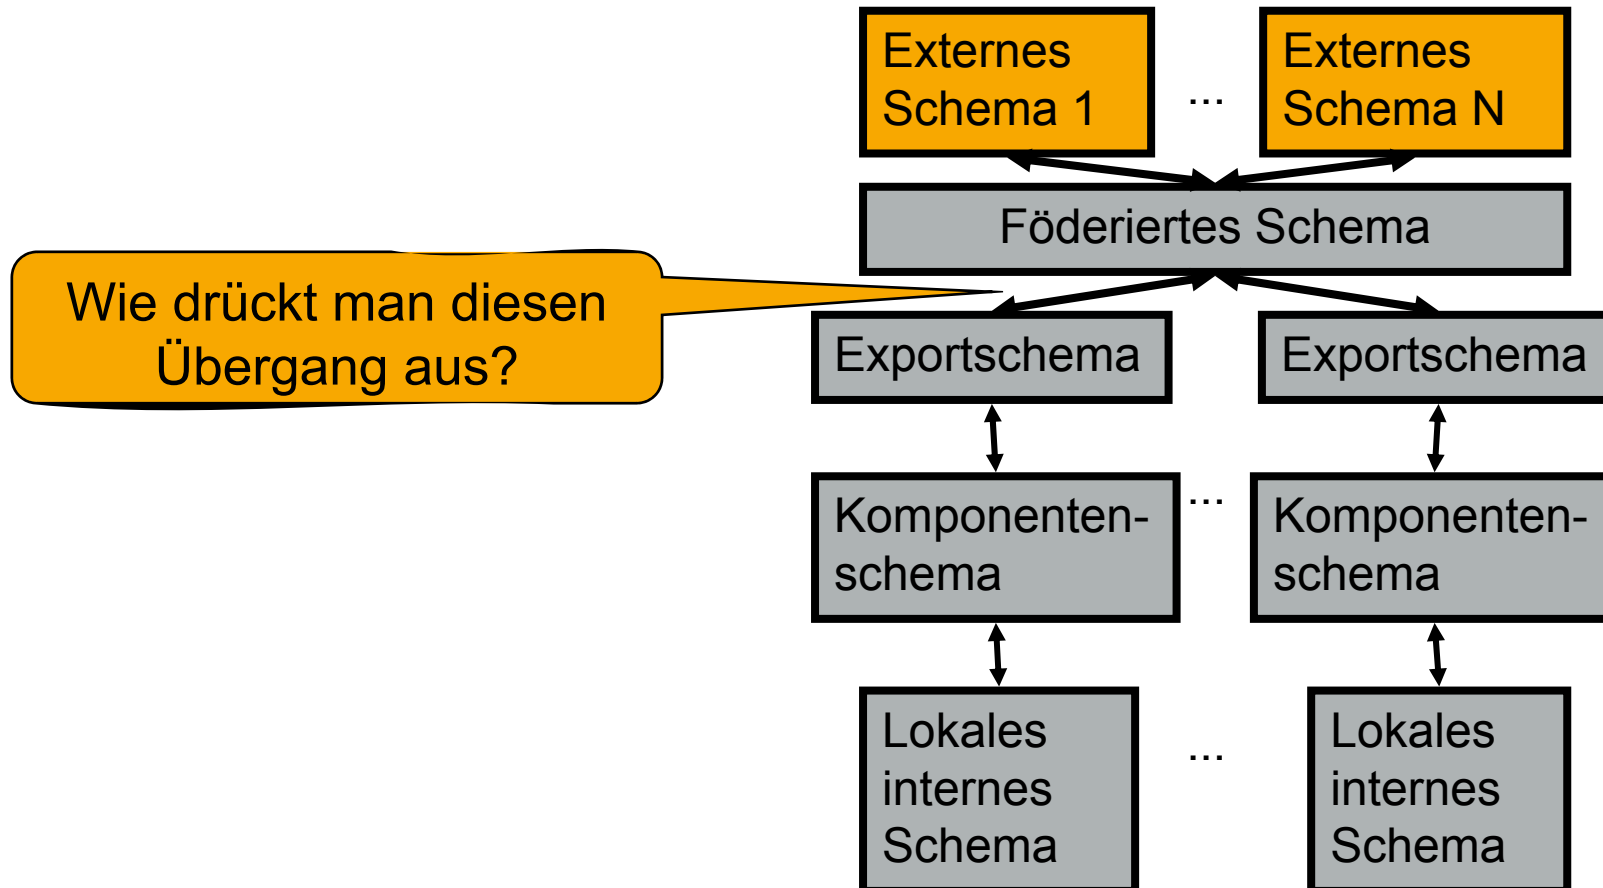 Externes
Schema 1
...
Externes
Schema N
Föderiertes Schema
Wie drückt man diesen
Übergang aus?
Exportschema
Exportschema
Komponenten-
schema
...
Komponenten-
schema
Lokales
internes
Schema
...
Lokales
internes
Schema